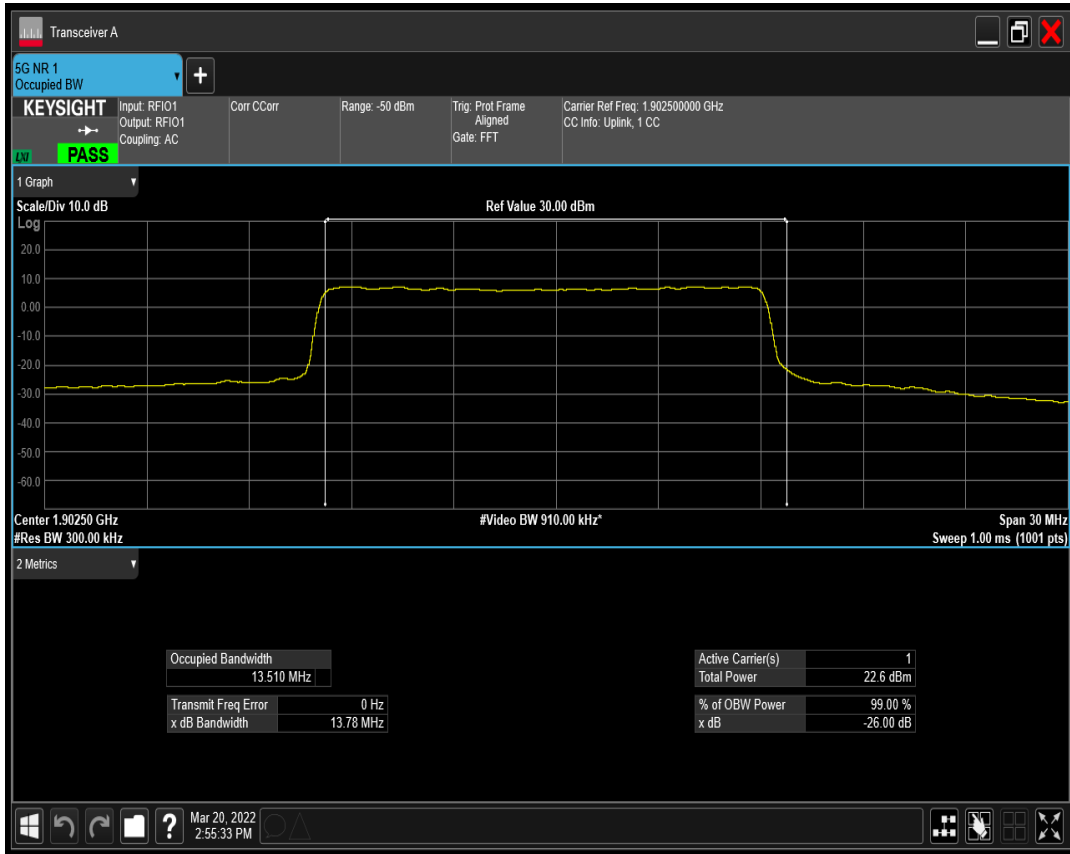 Transceiver A
5G NR 1
Occupied BW
KEYSIGHT
LXI
PASS
Input: RFIO1
Output: RFIO1
Coupling: AC
Corr CCorr
Range: -50 dBm
Trig: Prot Frame
Aligned
Gate: FFT
Carrier Ref Freq: 1.902500000 GHz
CC Info: Uplink, 1 CC
1 Graph
Scale/Div 10.0 dB
Ref Value 30.00 dBm
Log
20.0
10.0
0.00
-10.0
-20.0
-30.0
-40.0
-50.0
-60.0
Center 1.90250 GHz
#Video BW 910.00 kHz*
Span 30 MHz
#Res BW 300.00 kHz
Sweep 1.00 ms (1001 pts)
2 Metrics
Occupied Bandwidth
13.510 MHz
Transmit Freq Error 0 Hz
x dB Bandwidth 13.78 MHz
Active Carrier(s) 1
Total Power 22.6 dBm
% of OBW Power 99.00 %
x dB -26.00 dB
?
Mar 20, 2022
2:55:33 PM